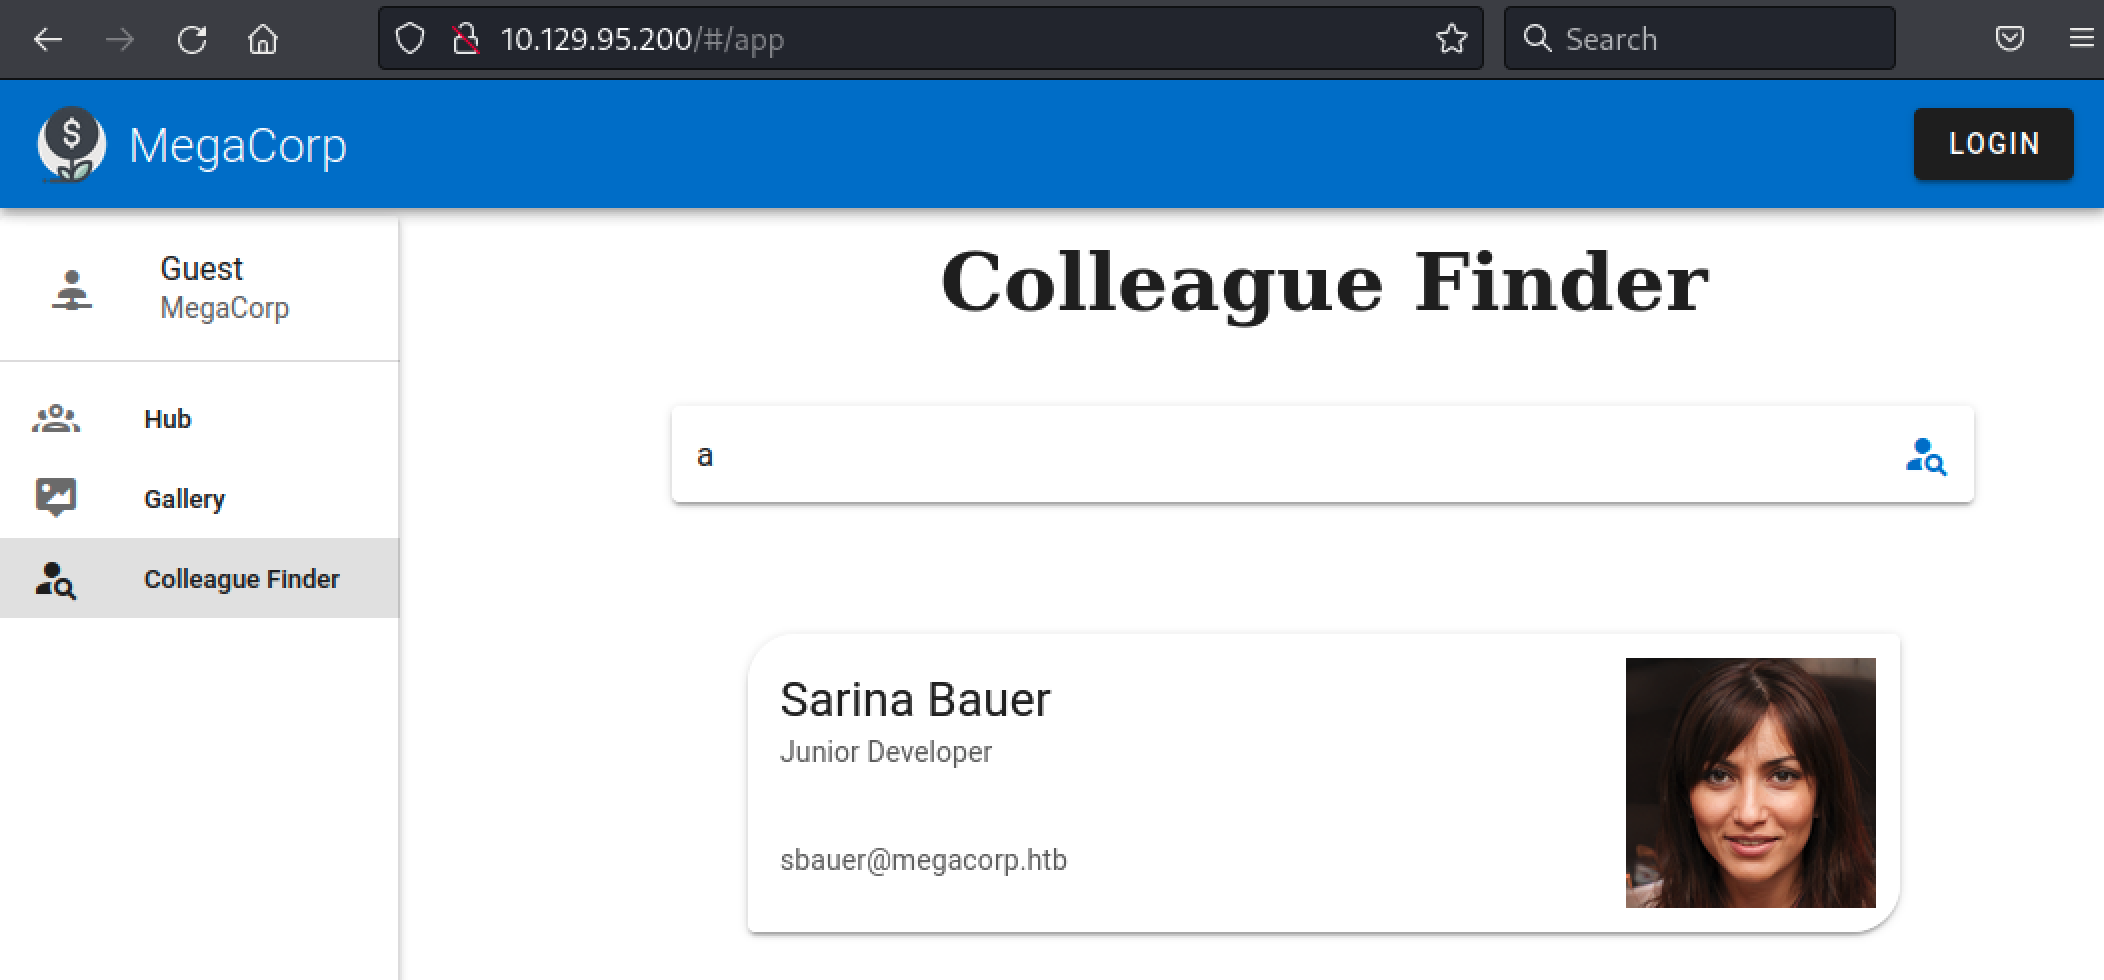 10.129.95.200/#/app
Search
$
MegaCorp
LOGIN
Guest
MegaCorp
Hub
Gallery
Colleague Finder
Colleague Finder
a
Sarina Bauer
Junior Developer
sbauer@megacorp.htb